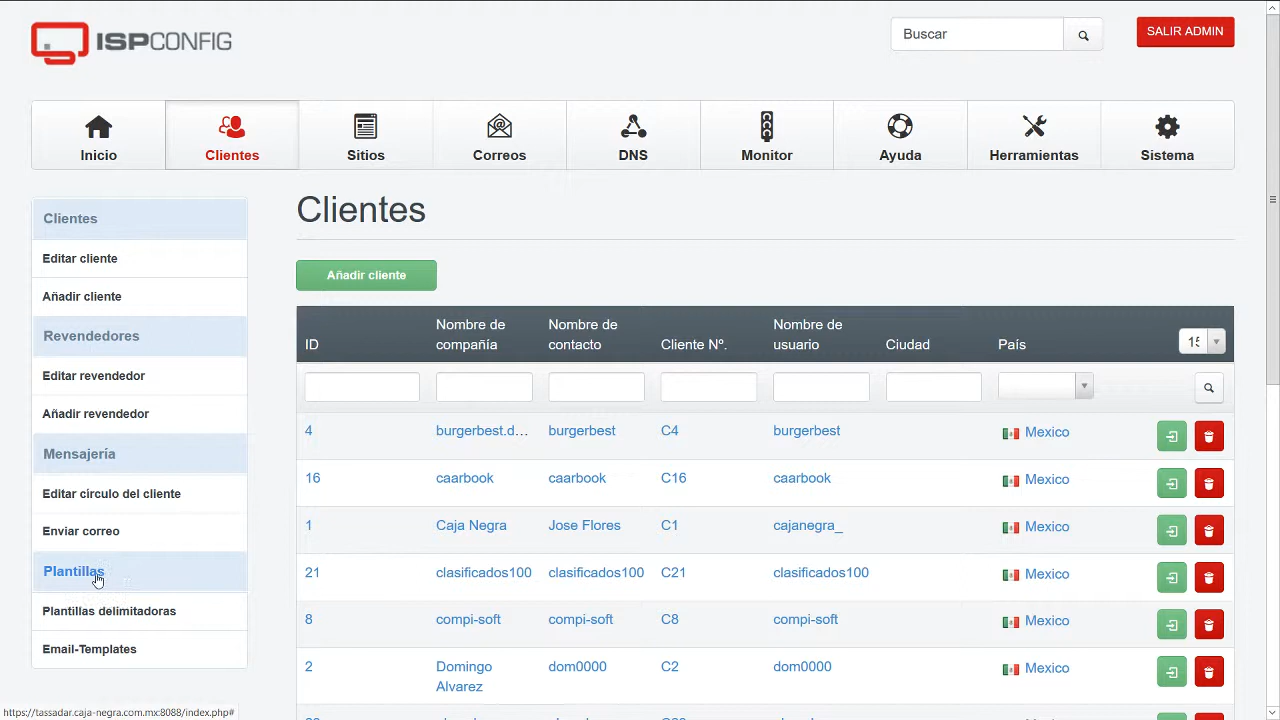 ISPCONFIG
Buscar
SALIR ADMIN
Inicio
Clientes
Sitios
Correos
DNS
Monitor
Ayuda
Herramientas
Sistema
Clientes
Editar cliente
Añadir cliente
Revendedores
Editar revendedor
Añadir revendedor
Mensajería
Editar círculo del cliente
Enviar correo
Plantillas
Plantillas delimitadoras
Email-Templates
Clientes
Añadir cliente
ID
Nombre de compañía
Nombre de contacto
Cliente Nº.
Nombre de usuario
Ciudad
País
15
4 burgerbest.d... burgerbest C4 burgerbest Mexico
16 caarbook caarbook C16 caarbook Mexico
1 Caja Negra Jose Flores C1 cajanegra_ Mexico
21 clasificados100 clasificados100 C21 clasificados100 Mexico
8 compi-soft compi-soft C8 compi-soft Mexico
2 Domingo Alvarez dom0000 C2 dom0000 Mexico
https://tassadar.caja-negra.com.mx:8088/index.php#